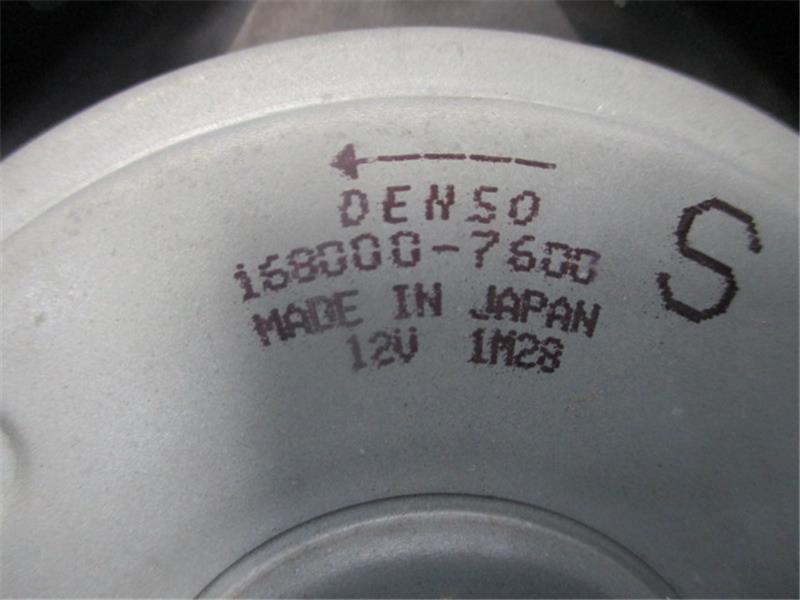 DENSO
168000-7600
MADE IN JAPAN
12V 1M28
S